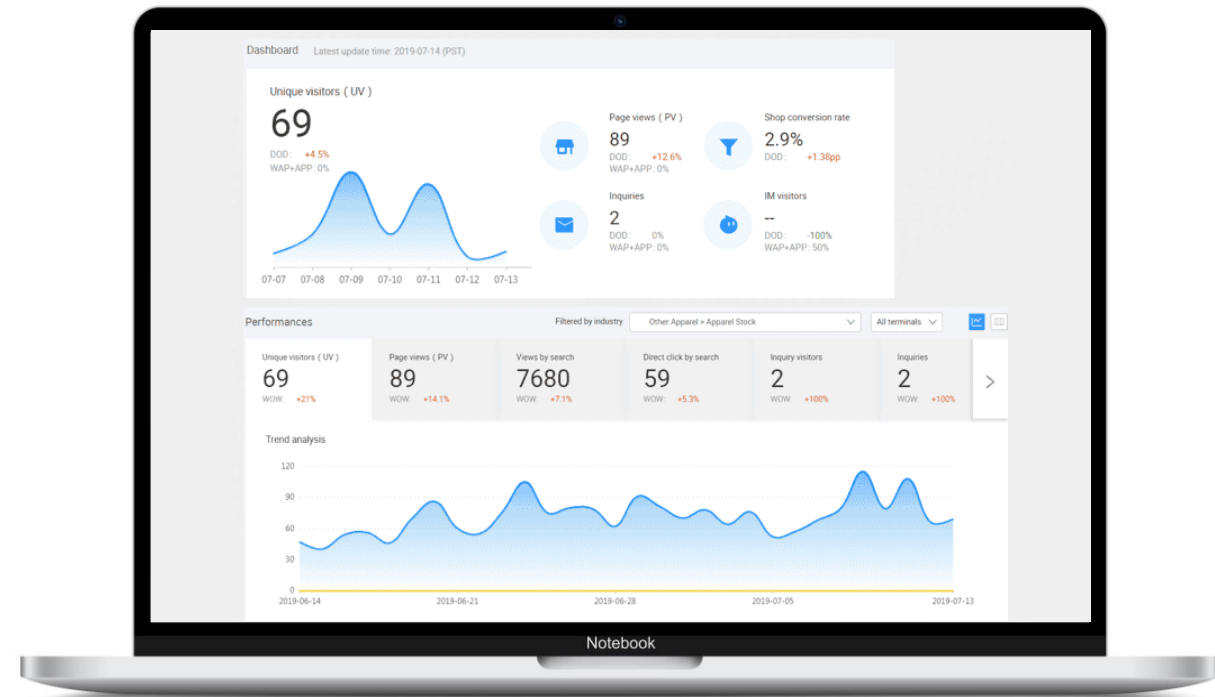 Dashboard Latest update time: 2019-07-14 (PST)
Unique visitors ( UV )
69
DOD : +4.5%
WAP+APP : 0%
07-07 07-08 07-09 07-10 07-11 07-12 07-13
Page views ( PV )
89
DOD : +12.6%
WAP+APP : 0%
Shop conversion rate
2.9%
DOD : +1.38pp
Inquiries
2
DOD : 0%
WAP+APP : 0%
IM visitors
--
DOD : -100%
WAP+APP : 50%
Performances Filtered by industry Other Apparel > Apparel Stock All terminals
Unique visitors ( UV )
69
WOW: +21%
Page views ( PV )
89
WOW: +14.1%
Views by search
7680
WOW: +7.1%
Direct click by search
59
WOW: +5.3%
Inquiry visitors
2
WOW: +100%
Inquiries
2
WOW: +100%
Trend analysis
120
90
60
30
0
2019-06-14 2019-06-21 2019-06-28 2019-07-05 2019-07-13
Notebook